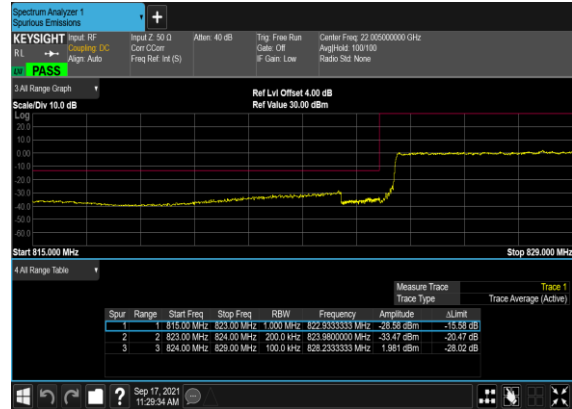 Spectrum Analyzer 1
Spurious Emissions
+
KEYSIGHT Input: RF Input Z: 50 Ω Atten: 40 dB Trig: Free Run Center Freq: 22.005000000 GHz
RL Coupling: DC Corr CCorr Gate: Off Avg|Hold: 100/100
Align: Auto Freq Ref: Int (S) IF Gain: Low Radio Std: None
PASS
3 All Range Graph
Ref Lvl Offset 4.00 dB
Scale/Div 10.0 dB Ref Value 30.00 dBm
Log
20.0
10.0
0.00
-10.0
-20.0
-30.0
-40.0
-50.0
-60.0
Start 815.000 MHz Stop 829.000 MHz
4 All Range Table
Measure Trace Trace 1
Trace Type Trace Average (Active)
Spur Range Start Freq Stop Freq RBW Frequency Amplitude ΔLimit
1 1 815.00 MHz 823.00 MHz 1.000 MHz 822.9333333 MHz -28.58 dBm -15.58 dB
2 2 823.00 MHz 824.00 MHz 200.0 kHz 823.9800000 MHz -33.47 dBm -20.47 dB
3 3 824.00 MHz 829.00 MHz 100.0 kHz 828.2333333 MHz 1.981 dBm -28.02 dB
?
Sep 17, 2021
11:29:34 AM